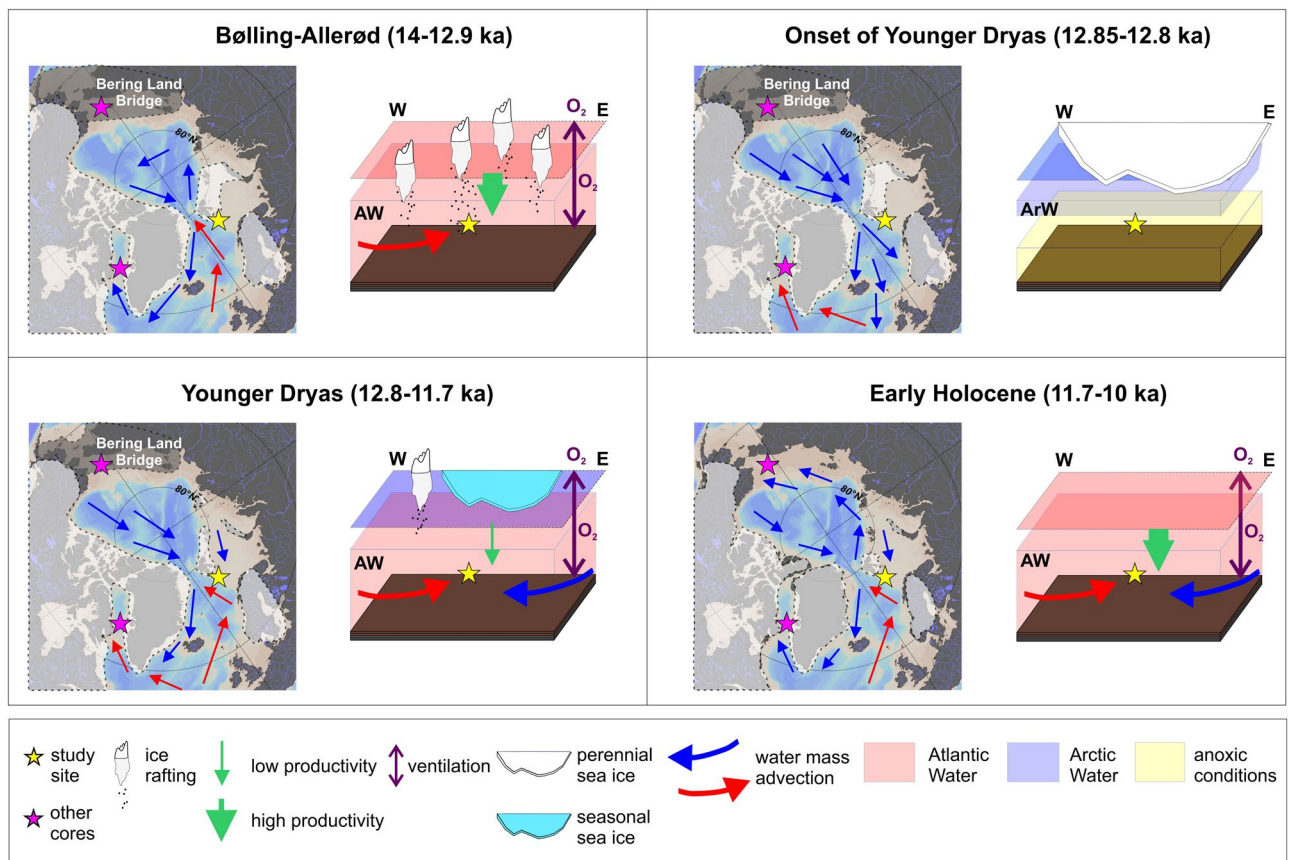 Bølling-Allerød (14-12.9 ka)
Bering Land
Bridge
80°N
W
E
O₂
O₂
AW
Onset of Younger Dryas (12.85-12.8 ka)
Bering Land
Bridge
80°N
W
E
ArW
Younger Dryas (12.8-11.7 ka)
Bering Land
Bridge
80°N
W
E
O₂
O₂
AW
Early Holocene (11.7-10 ka)
80°N
W
E
O₂
O₂
AW
study
site
ice
rafting
low productivity
ventilation
perennial
sea ice
water mass
advection
Atlantic
Water
Arctic
Water
anoxic
conditions
other
cores
high productivity
seasonal
sea ice